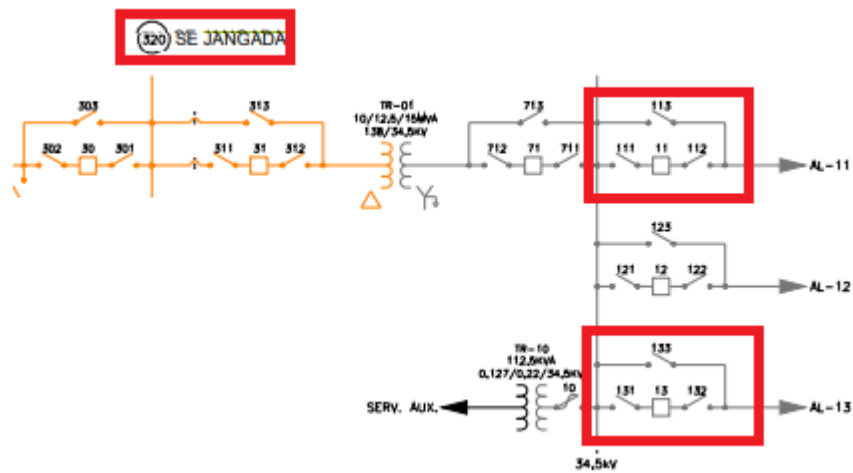 320 SE JANGADA
303
313
302 30 301
311 31 312
TR-01
10/12,5/15MVA
138/34,5kV
713
712 71 711
113
111 11 112
AL-11
123
121 12 122
AL-12
TR-10
112,5KVA
0,127/0,22/34,5kV
10
133
131 13 132
SERV. AUX.
AL-13
34,5kV